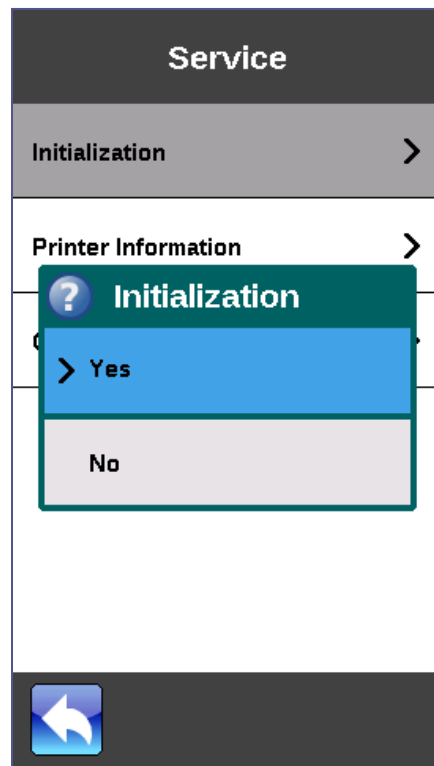 Service
Initialization
Printer Information
Initialization
Yes
No